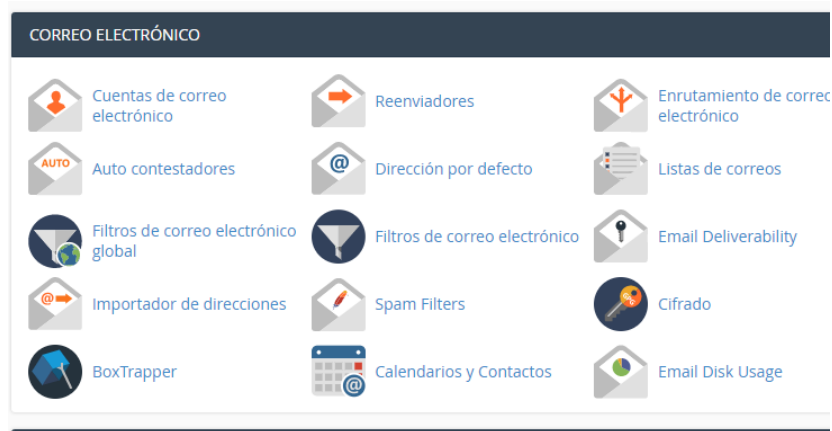 CORREO ELECTRÓNICO
Cuentas de correo
electrónico
Reenviadores
Enrutamiento de correo
electrónico
AUTO
Auto contestadores
@
Dirección por defecto
Listas de correos
Filtros de correo electrónico
global
Filtros de correo electrónico
Email Deliverability
@
Importador de direcciones
Spam Filters
Cifrado
BoxTrapper
@
Calendarios y Contactos
Email Disk Usage